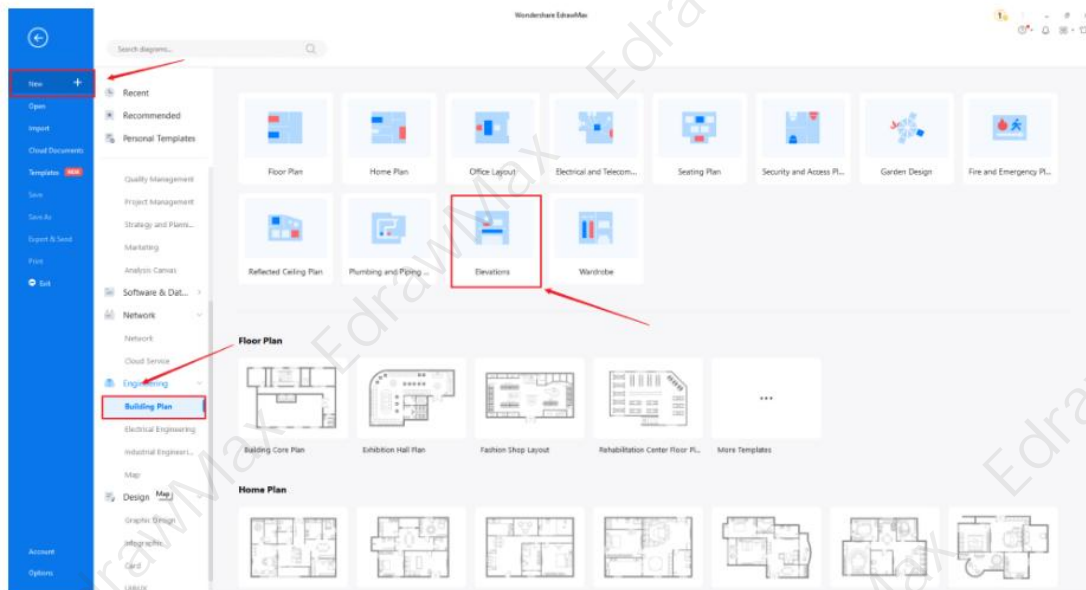 Wondershare EdrawMax
Search diagrams...
New +
Open
Import
Cloud Documents
Templates NEW
Save
Save As
Export & Send
Print
Exit
Account
Options
Recent
Recommended
Personal Templates
Quality Management
Project Management
Strategy and Planni...
Marketing
Analysis Canvas
Software & Dat...
Network
Network
Cloud Service
Engineering
Building Plan
Electrical Engineering
Industrial Engineeri...
Map
Design
Map
Graphic Design
Infographic
Card
UI&UX
Floor Plan
Home Plan
Office Layout
Electrical and Telecom...
Seating Plan
Security and Access Pl...
Garden Design
Fire and Emergency Pl...
Reflected Ceiling Plan
Plumbing and Piping ...
Elevations
Wardrobe
Floor Plan
Building Core Plan
Exhibition Hall Plan
Fashion Shop Layout
Rehabilitation Center Floor Pl...
...
More Templates
Home Plan
EdrawMax
EdrawMax